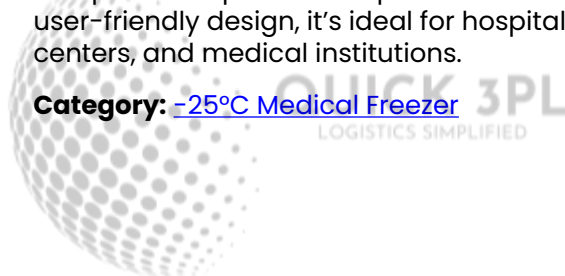 user-friendly design, it's ideal for hospital
centers, and medical institutions.
Category: -25°C Medical Freezer
QUICK 3PL
LOGISTICS SIMPLIFIED